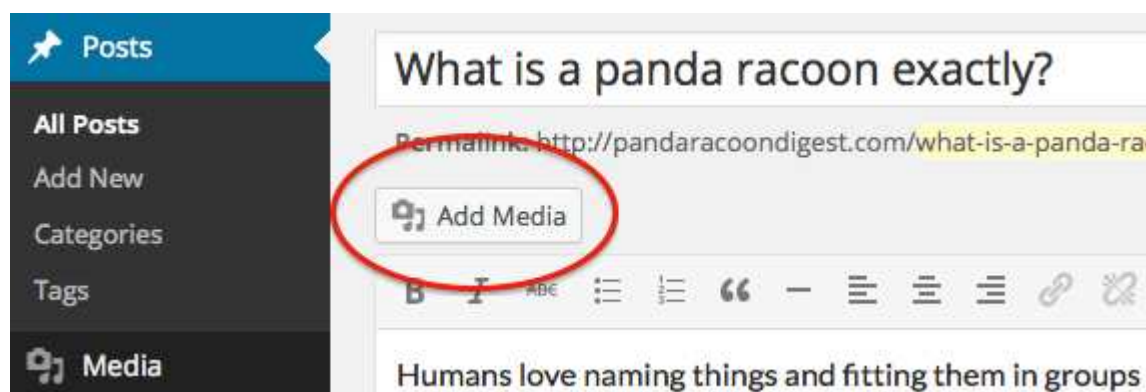 Posts
All Posts
Add New
Categories
Tags
Media
What is a panda racoon exactly?
Permalink: http://pandaracoondigest.com/what-is-a-panda-ra
Add Media
B I ABC “ —
Humans love naming things and fitting them in groups